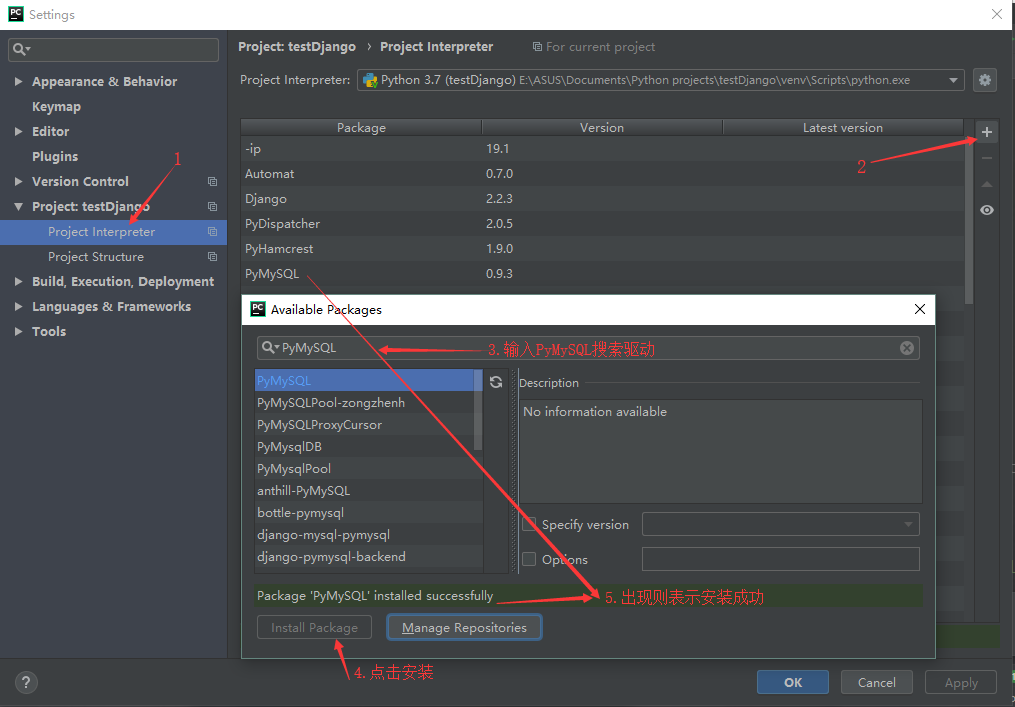 PC Settings
Project: testDjango › Project Interpreter For current project
Project Interpreter: Python 3.7 (testDjango) E:\ASUS\Documents\Python projects\testDjango\venv\Scripts\python.exe
Appearance & Behavior
Keymap
Editor
Plugins
Version Control
Project: testDjango
Project Interpreter
Project Structure
Build, Execution, Deployment
Languages & Frameworks
Tools
1
2
Package Version Latest version
-ip 19.1
Automat 0.7.0
Django 2.2.3
PyDispatcher 2.0.5
PyHamcrest 1.9.0
PyMySQL 0.9.3
PC Available Packages
PyMySQL
3.输入PyMySQL搜索驱动
PyMySQL
PyMySQLPool-zongzhenh
PyMySQLProxyCursor
PyMysqlDB
PyMysqlPool
anthill-PyMySQL
bottle-pymysql
django-mysql-pymysql
django-pymysql-backend
Description
No information available
Specify version
Options
Package 'PyMySQL' installed successfully
5.出现则表示安装成功
Install Package Manage Repositories
4.点击安装
? OK Cancel Apply